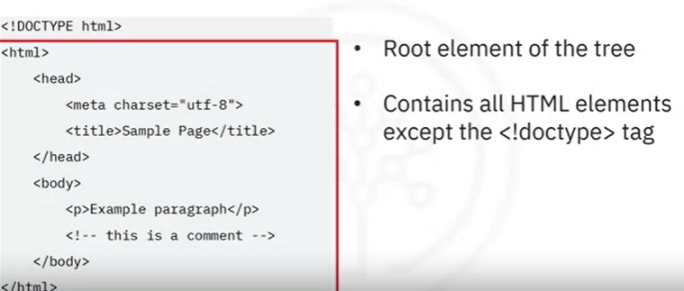 <!DOCTYPE html>
<html>
<head>
<meta charset="utf-8">
<title>Sample Page</title>
</head>
<body>
<p>Example paragraph</p>
<!-- this is a comment -->
</body>
</html>
• Root element of the tree
• Contains all HTML elements
except the <!doctype> tag